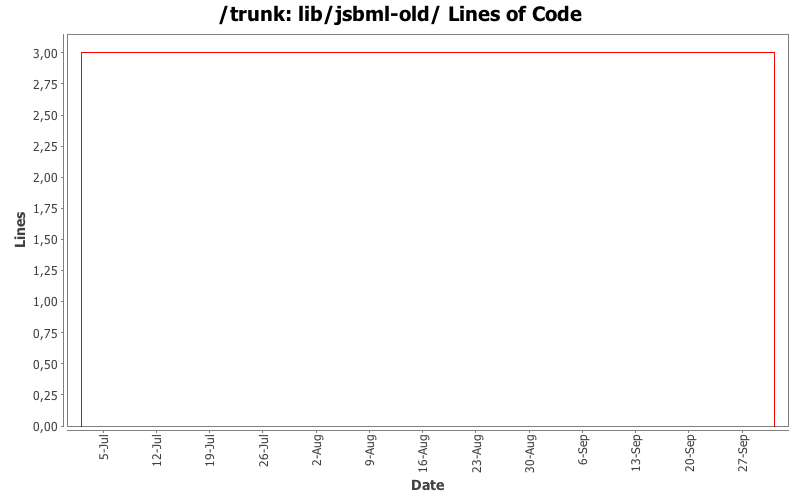 /trunk: lib/jsbml-old/ Lines of Code
Lines
3,00
2,75
2,50
2,25
2,00
1,75
1,50
1,25
1,00
0,75
0,50
0,25
0,00
5-Jul
12-Jul
19-Jul
26-Jul
2-Aug
9-Aug
16-Aug
23-Aug
30-Aug
6-Sep
13-Sep
20-Sep
27-Sep
Date